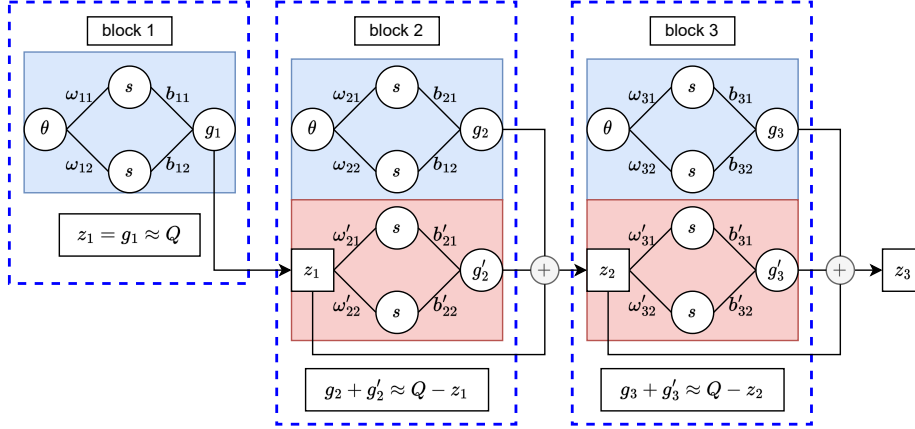 block 1
block 2
block 3
ω₁₁ s b₁₁
θ g₁
ω₁₂ s b₁₂
z₁ = g₁ ≈ Q
ω₂₁ s b₂₁
θ g₂
ω₂₂ s b₁₂
ω′₂₁ s b′₂₁
z₁ g′₂ +
ω′₂₂ s b′₂₂
g₂ + g′₂ ≈ Q − z₁
ω₃₁ s b₃₁
θ g₃
ω₃₂ s b₃₂
ω′₃₁ s b′₃₁
z₂ g′₃ + z₃
ω′₃₂ s b′₃₂
g₃ + g′₃ ≈ Q − z₂